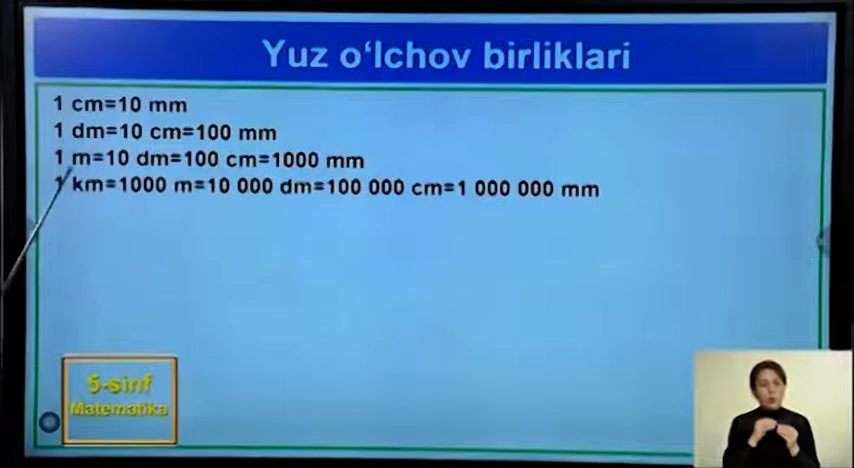 Yuz o‘lchov birliklari
1 cm=10 mm
1 dm=10 cm=100 mm
1 m=10 dm=100 cm=1000 mm
1 km=1000 m=10 000 dm=100 000 cm=1 000 000 mm
5-sinf
Matematika